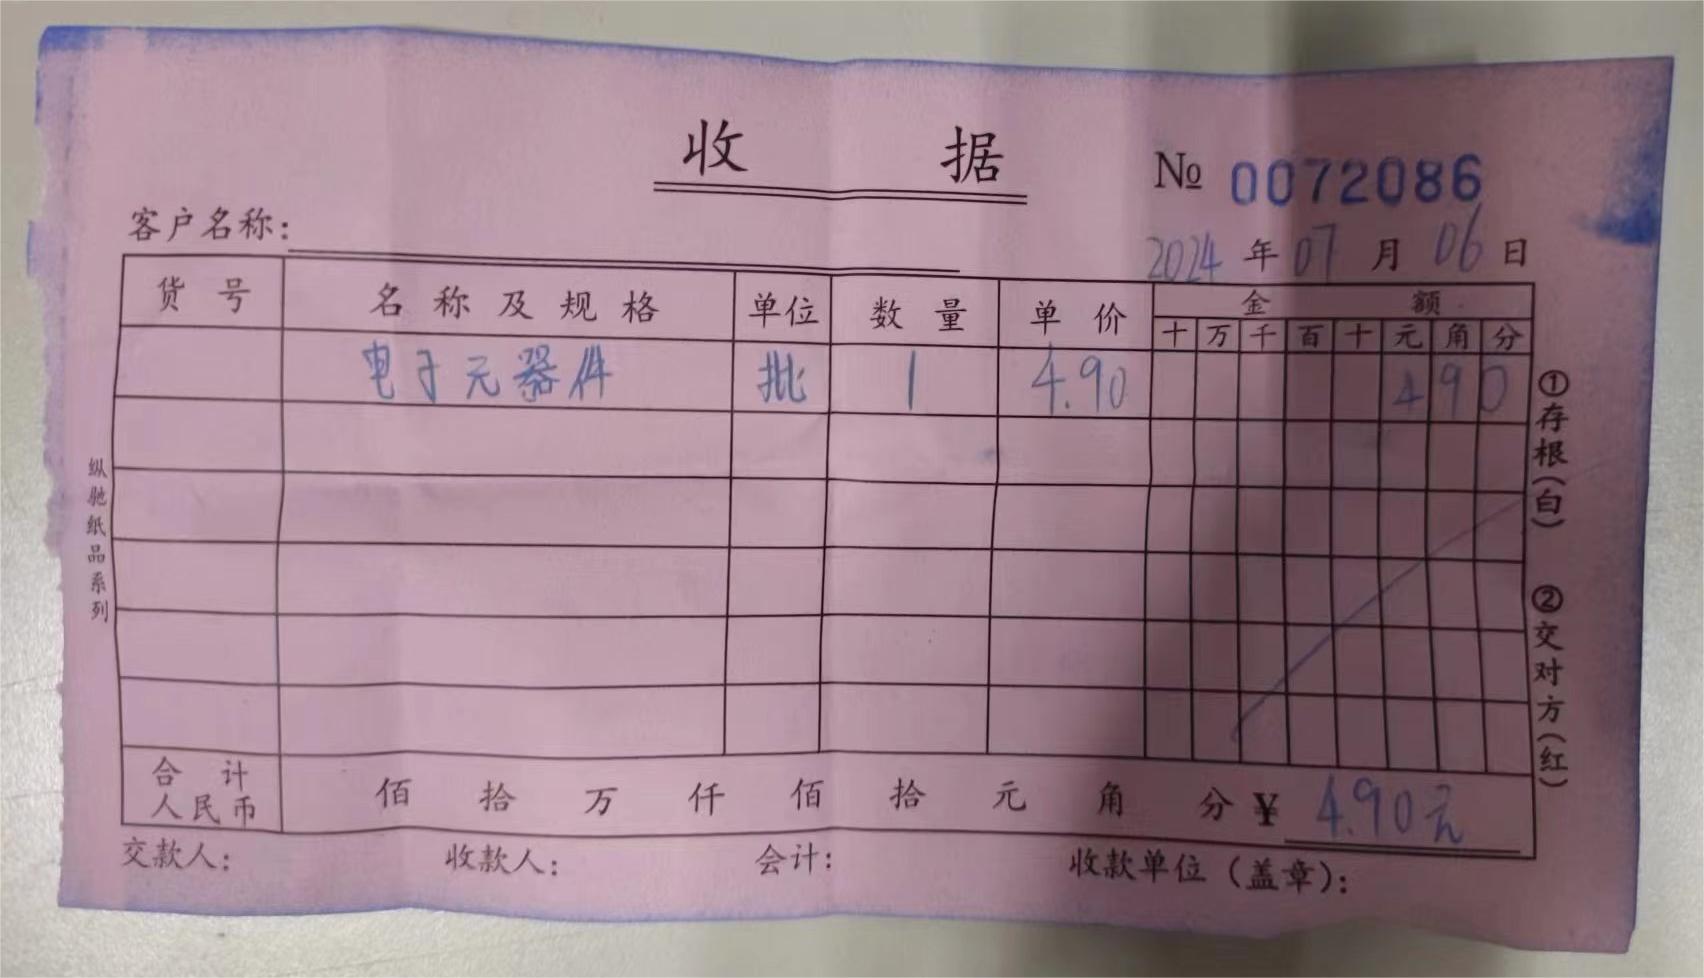 收 据
№ 0072086
客户名称：
2024 年 07 月 06 日
货号 名称及规格 单位 数量 单价 金额
十 万 千 百 十 元 角 分
电子元器件 批 1 4.90 4 9 0
合计
人民币
佰 拾 万 仟 佰 拾 元 角 分 ¥ 4.90元
交款人： 收款人： 会计： 收款单位（盖章）：
纵驰纸品系列
①存根（白） ②交对方（红）